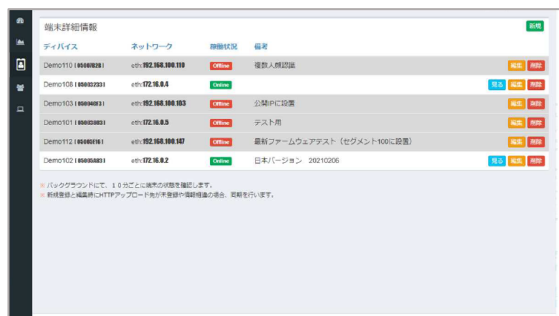 端末詳細情報 新規
ディバイス ネットワーク 稼働状況 備考
Demo110 eth:192.168.100.110 Offline 複数人顔認識 編集 削除
Demo108 eth:172.16.0.4 Online 見る 編集 削除
Demo103 eth:192.168.100.103 Offline 公開IPに設置 編集 削除
Demo101 eth:172.16.0.5 Offline テスト用 編集 削除
Demo112 eth:192.168.100.147 Offline 最新ファームウェアテスト（セグメント100に設置） 編集 削除
Demo102 eth:172.16.0.2 Online 日本バージョン 20210206 見る 編集 削除
※ バックグラウンドにて、10分ごとに端末の状態を確認します。
※ 新規登録と編集時にHTTPアップロード先が未登録や情報相違の場合、同期を行います。